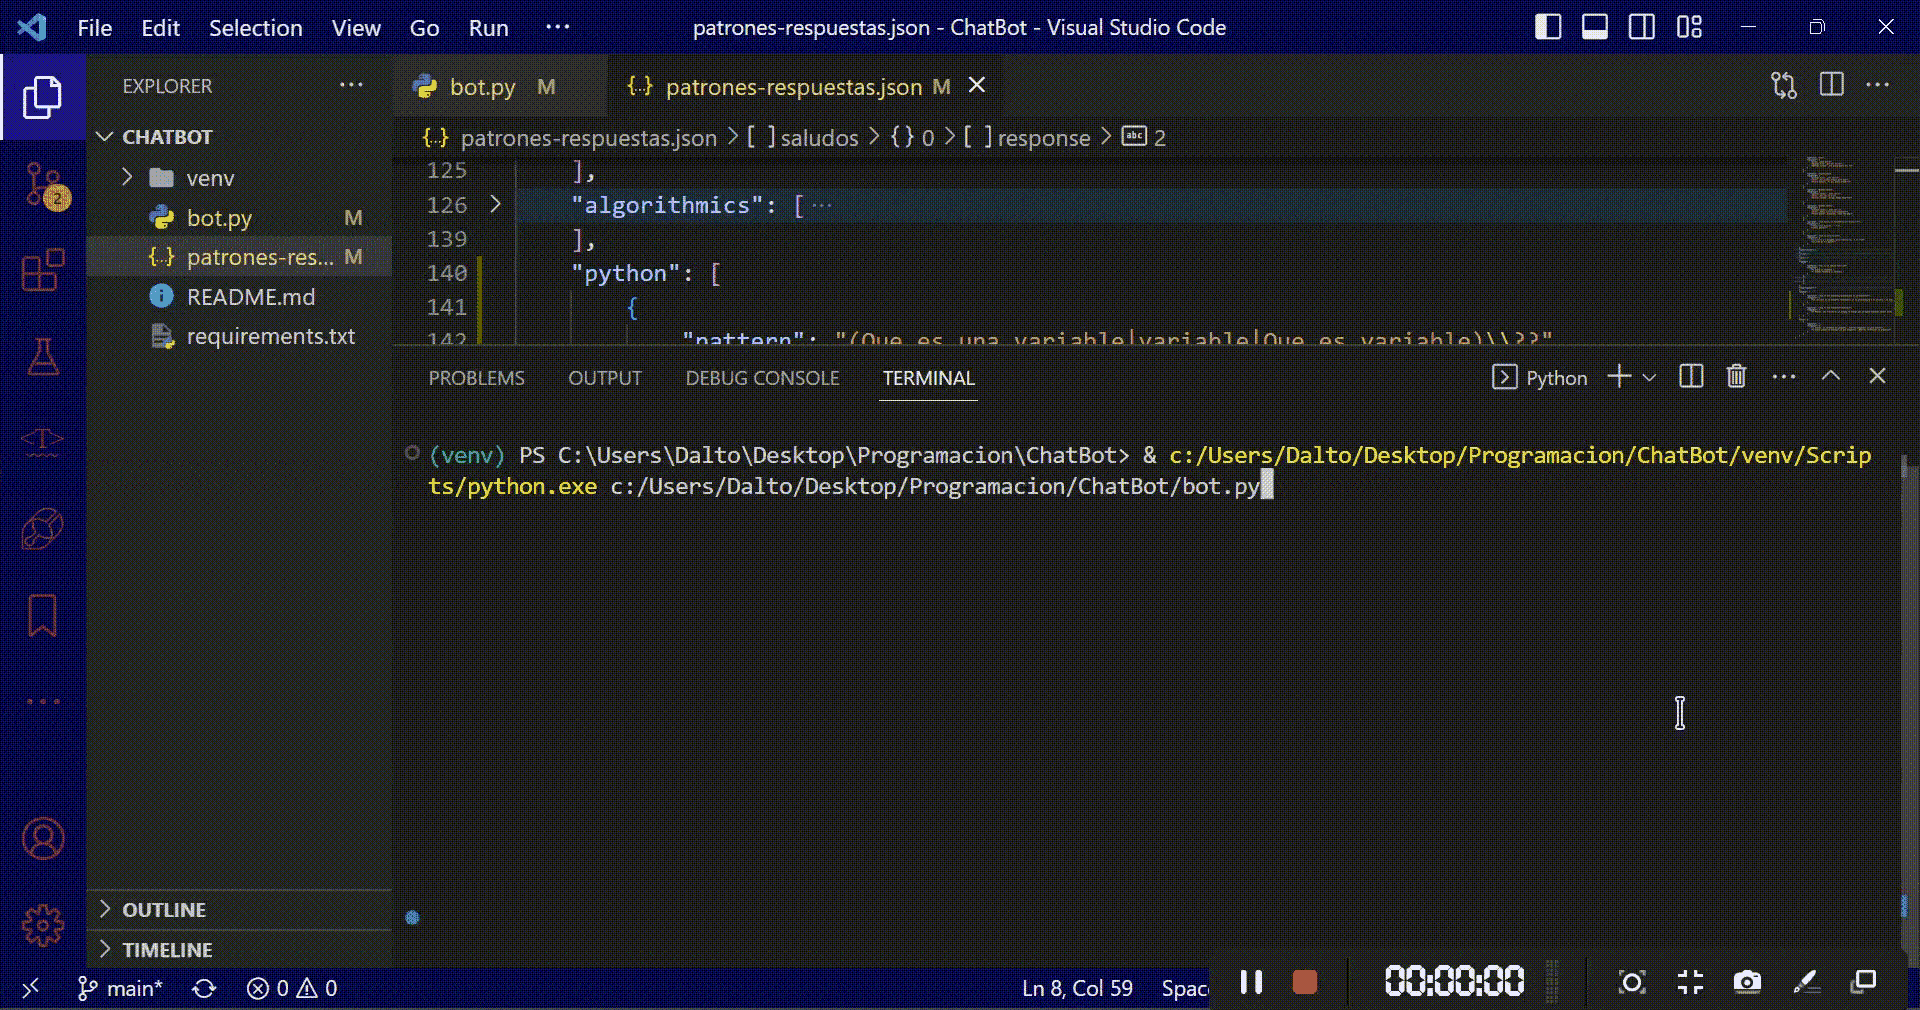 File Edit Selection View Go Run ··· patrones-respuestas.json - ChatBot - Visual Studio Code
EXPLORER ···
bot.py M
{..} patrones-respuestas.json M
CHATBOT
{..} patrones-respuestas.json > [ ] saludos > {} 0 > [ ] response > abc 2
venv
bot.py M
{..} patrones-res... M
README.md
requirements.txt
2
125 ],
126 "algorithmics": [ ···
139 ],
140 "python": [
141 {
142 "pattern": "(Que es una variable|variable|Que es variable)\\??"
PROBLEMS OUTPUT DEBUG CONSOLE TERMINAL
Python
(venv) PS C:\Users\Dalto\Desktop\Programacion\ChatBot> & c:/Users/Dalto/Desktop/Programacion/ChatBot/venv/Scrip
ts/python.exe c:/Users/Dalto/Desktop/Programacion/ChatBot/bot.py
OUTLINE
TIMELINE
main* 0 0
Ln 8, Col 59 Spac
00:00:00